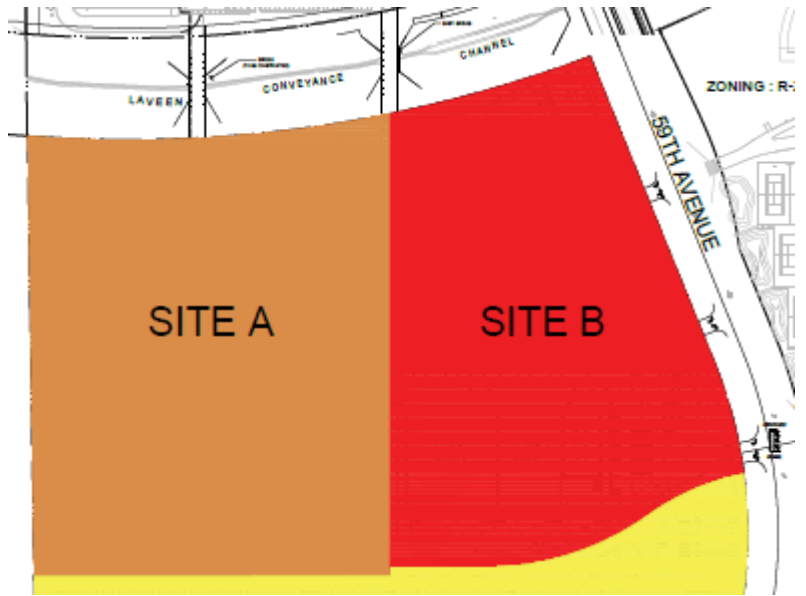 LAVEEN CONVEYANCE CHANNEL
ZONING : R-
59TH AVENUE
SITE A
SITE B